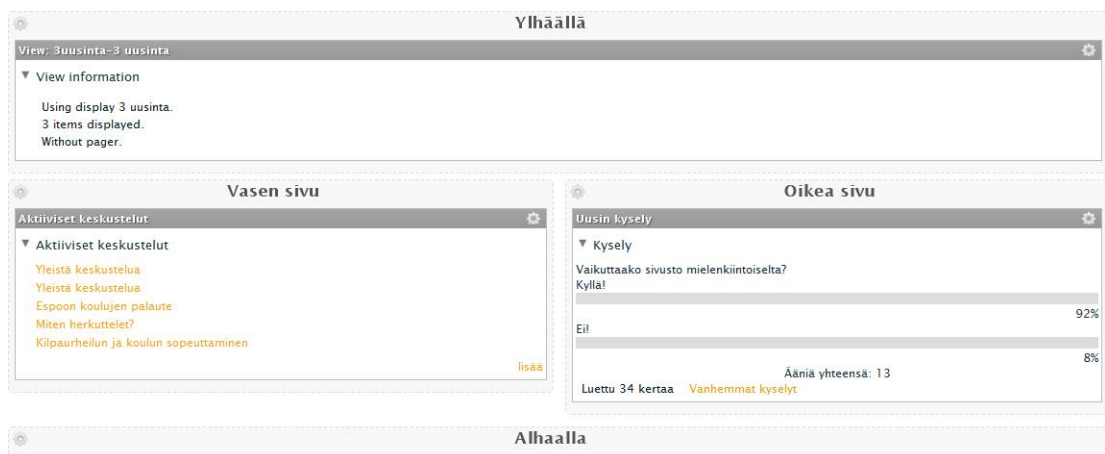 Ylhäällä
View: 3uusinta-3 uusinta
View information
Using display 3 uusinta.
3 items displayed.
Without pager.
Vasen sivu
Aktiiviset keskustelut
Aktiiviset keskustelut
Yleistä keskustelua
Yleistä keskustelua
Espoon koulujen palaute
Miten herkuttelet?
Kilpaurheilun ja koulun sopeuttaminen
lisää
Oikea sivu
Uusin kysely
Kysely
Vaikuttaako sivusto mielenkiintoiselta?
Kyllä!
92%
Ei!
8%
Ääniä yhteensä: 13
Luettu 34 kertaa Vanhemmat kyselyt
Alhaalla